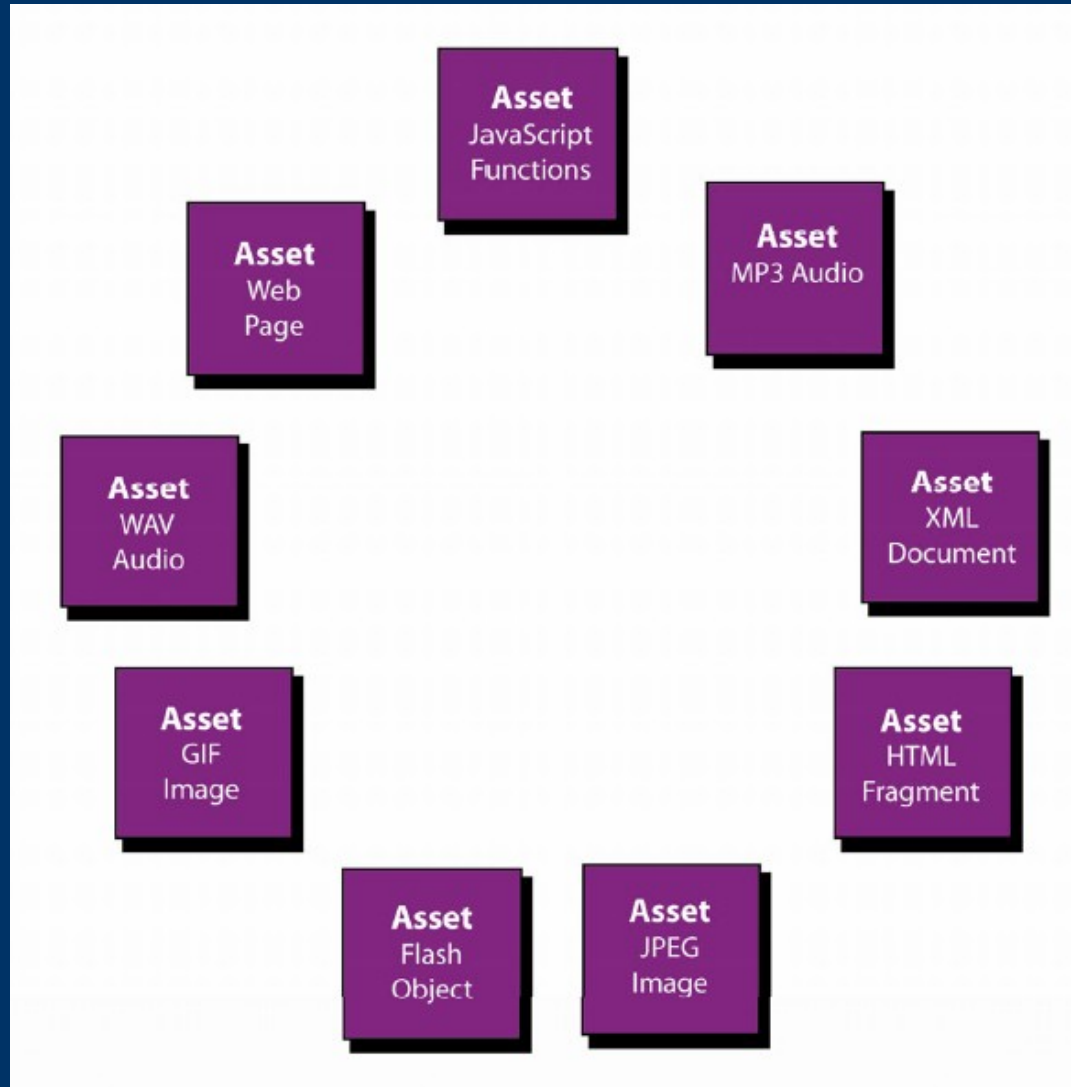 Asset
JavaScript
Functions
Asset
MP3 Audio
Asset
Web
Page
Asset
WAV
Audio
Asset
XML
Document
Asset
GIF
Image
Asset
HTML
Fragment
Asset
Flash
Object
Asset
JPEG
Image